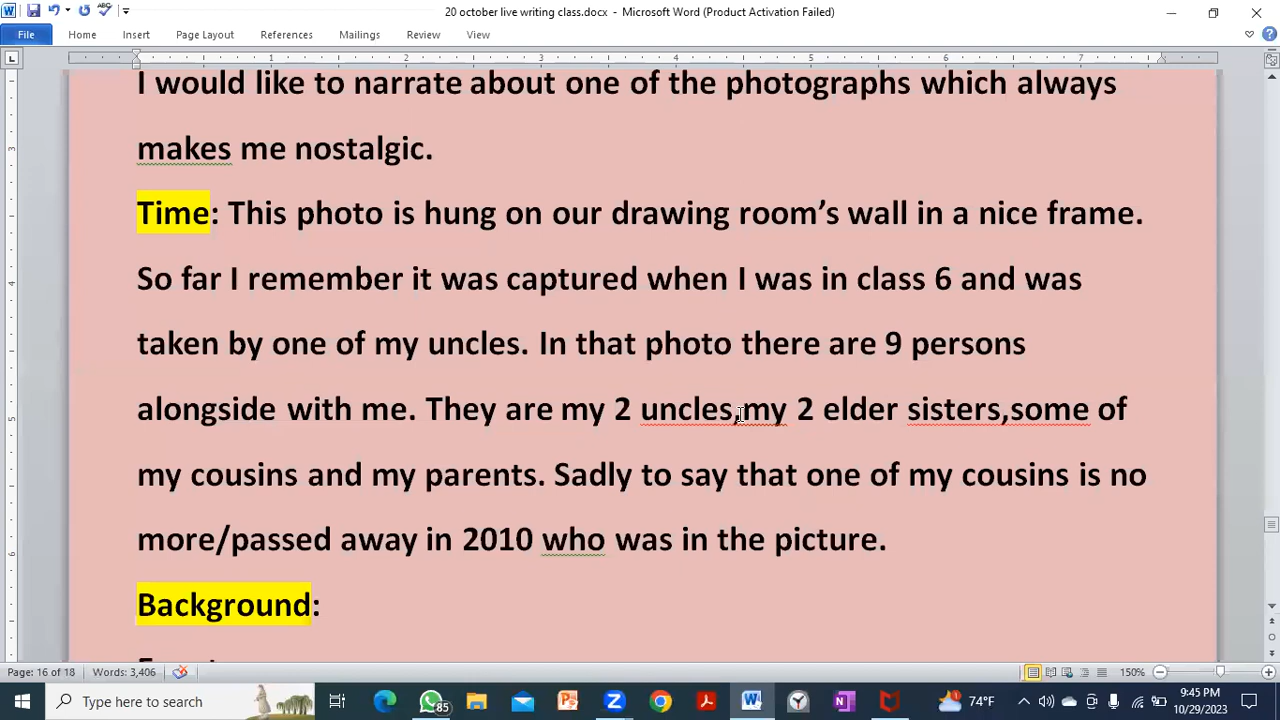 20 october live writing class.docx - Microsoft Word (Product Activation Failed)
File Home Insert Page Layout References Mailings Review View
I would like to narrate about one of the photographs which always
makes me nostalgic.
Time: This photo is hung on our drawing room’s wall in a nice frame.
So far I remember it was captured when I was in class 6 and was
taken by one of my uncles. In that photo there are 9 persons
alongside with me. They are my 2 uncles,my 2 elder sisters,some of
my cousins and my parents. Sadly to say that one of my cousins is no
more/passed away in 2010 who was in the picture.
Background:
Page: 16 of 18 Words: 3,406 150%
Type here to search 85 74°F 9:45 PM
10/29/2023